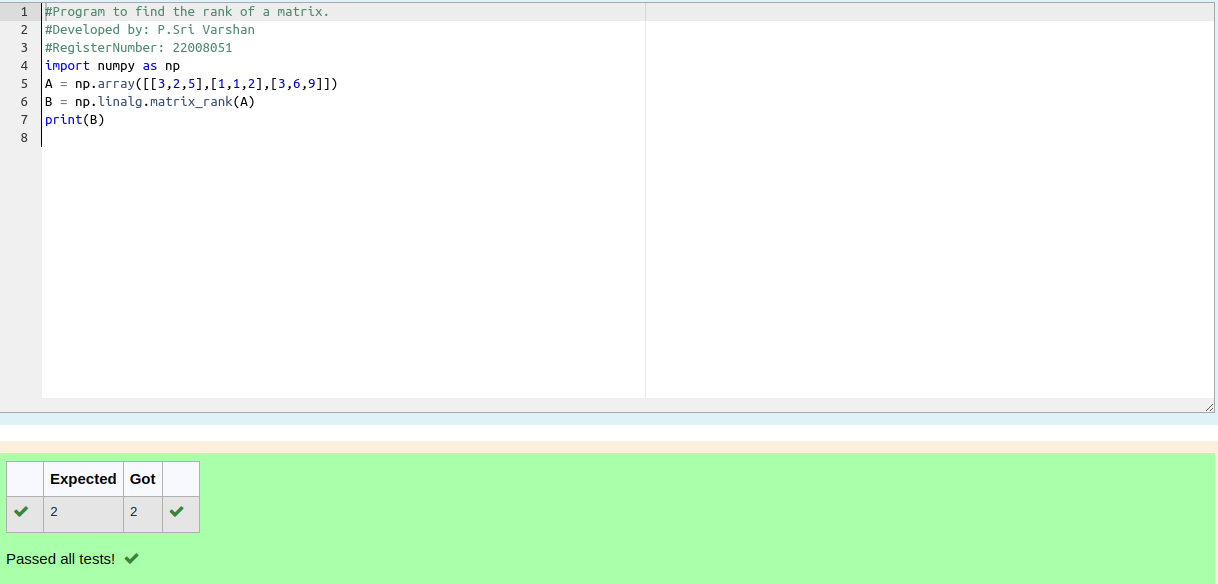 1 #Program to find the rank of a matrix.
2 #Developed by: P.Sri Varshan
3 #RegisterNumber: 22008051
4 import numpy as np
5 A = np.array([[3,2,5],[1,1,2],[3,6,9]])
6 B = np.linalg.matrix_rank(A)
7 print(B)
8
Expected Got
2 2
Passed all tests!